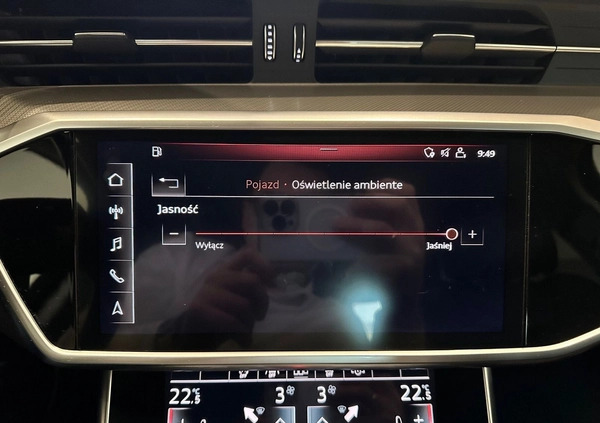 9:49
Pojazd · Oświetlenie ambiente
Jasność
− +
Wyłącz Jaśniej
22.5 3 3 22.5
+